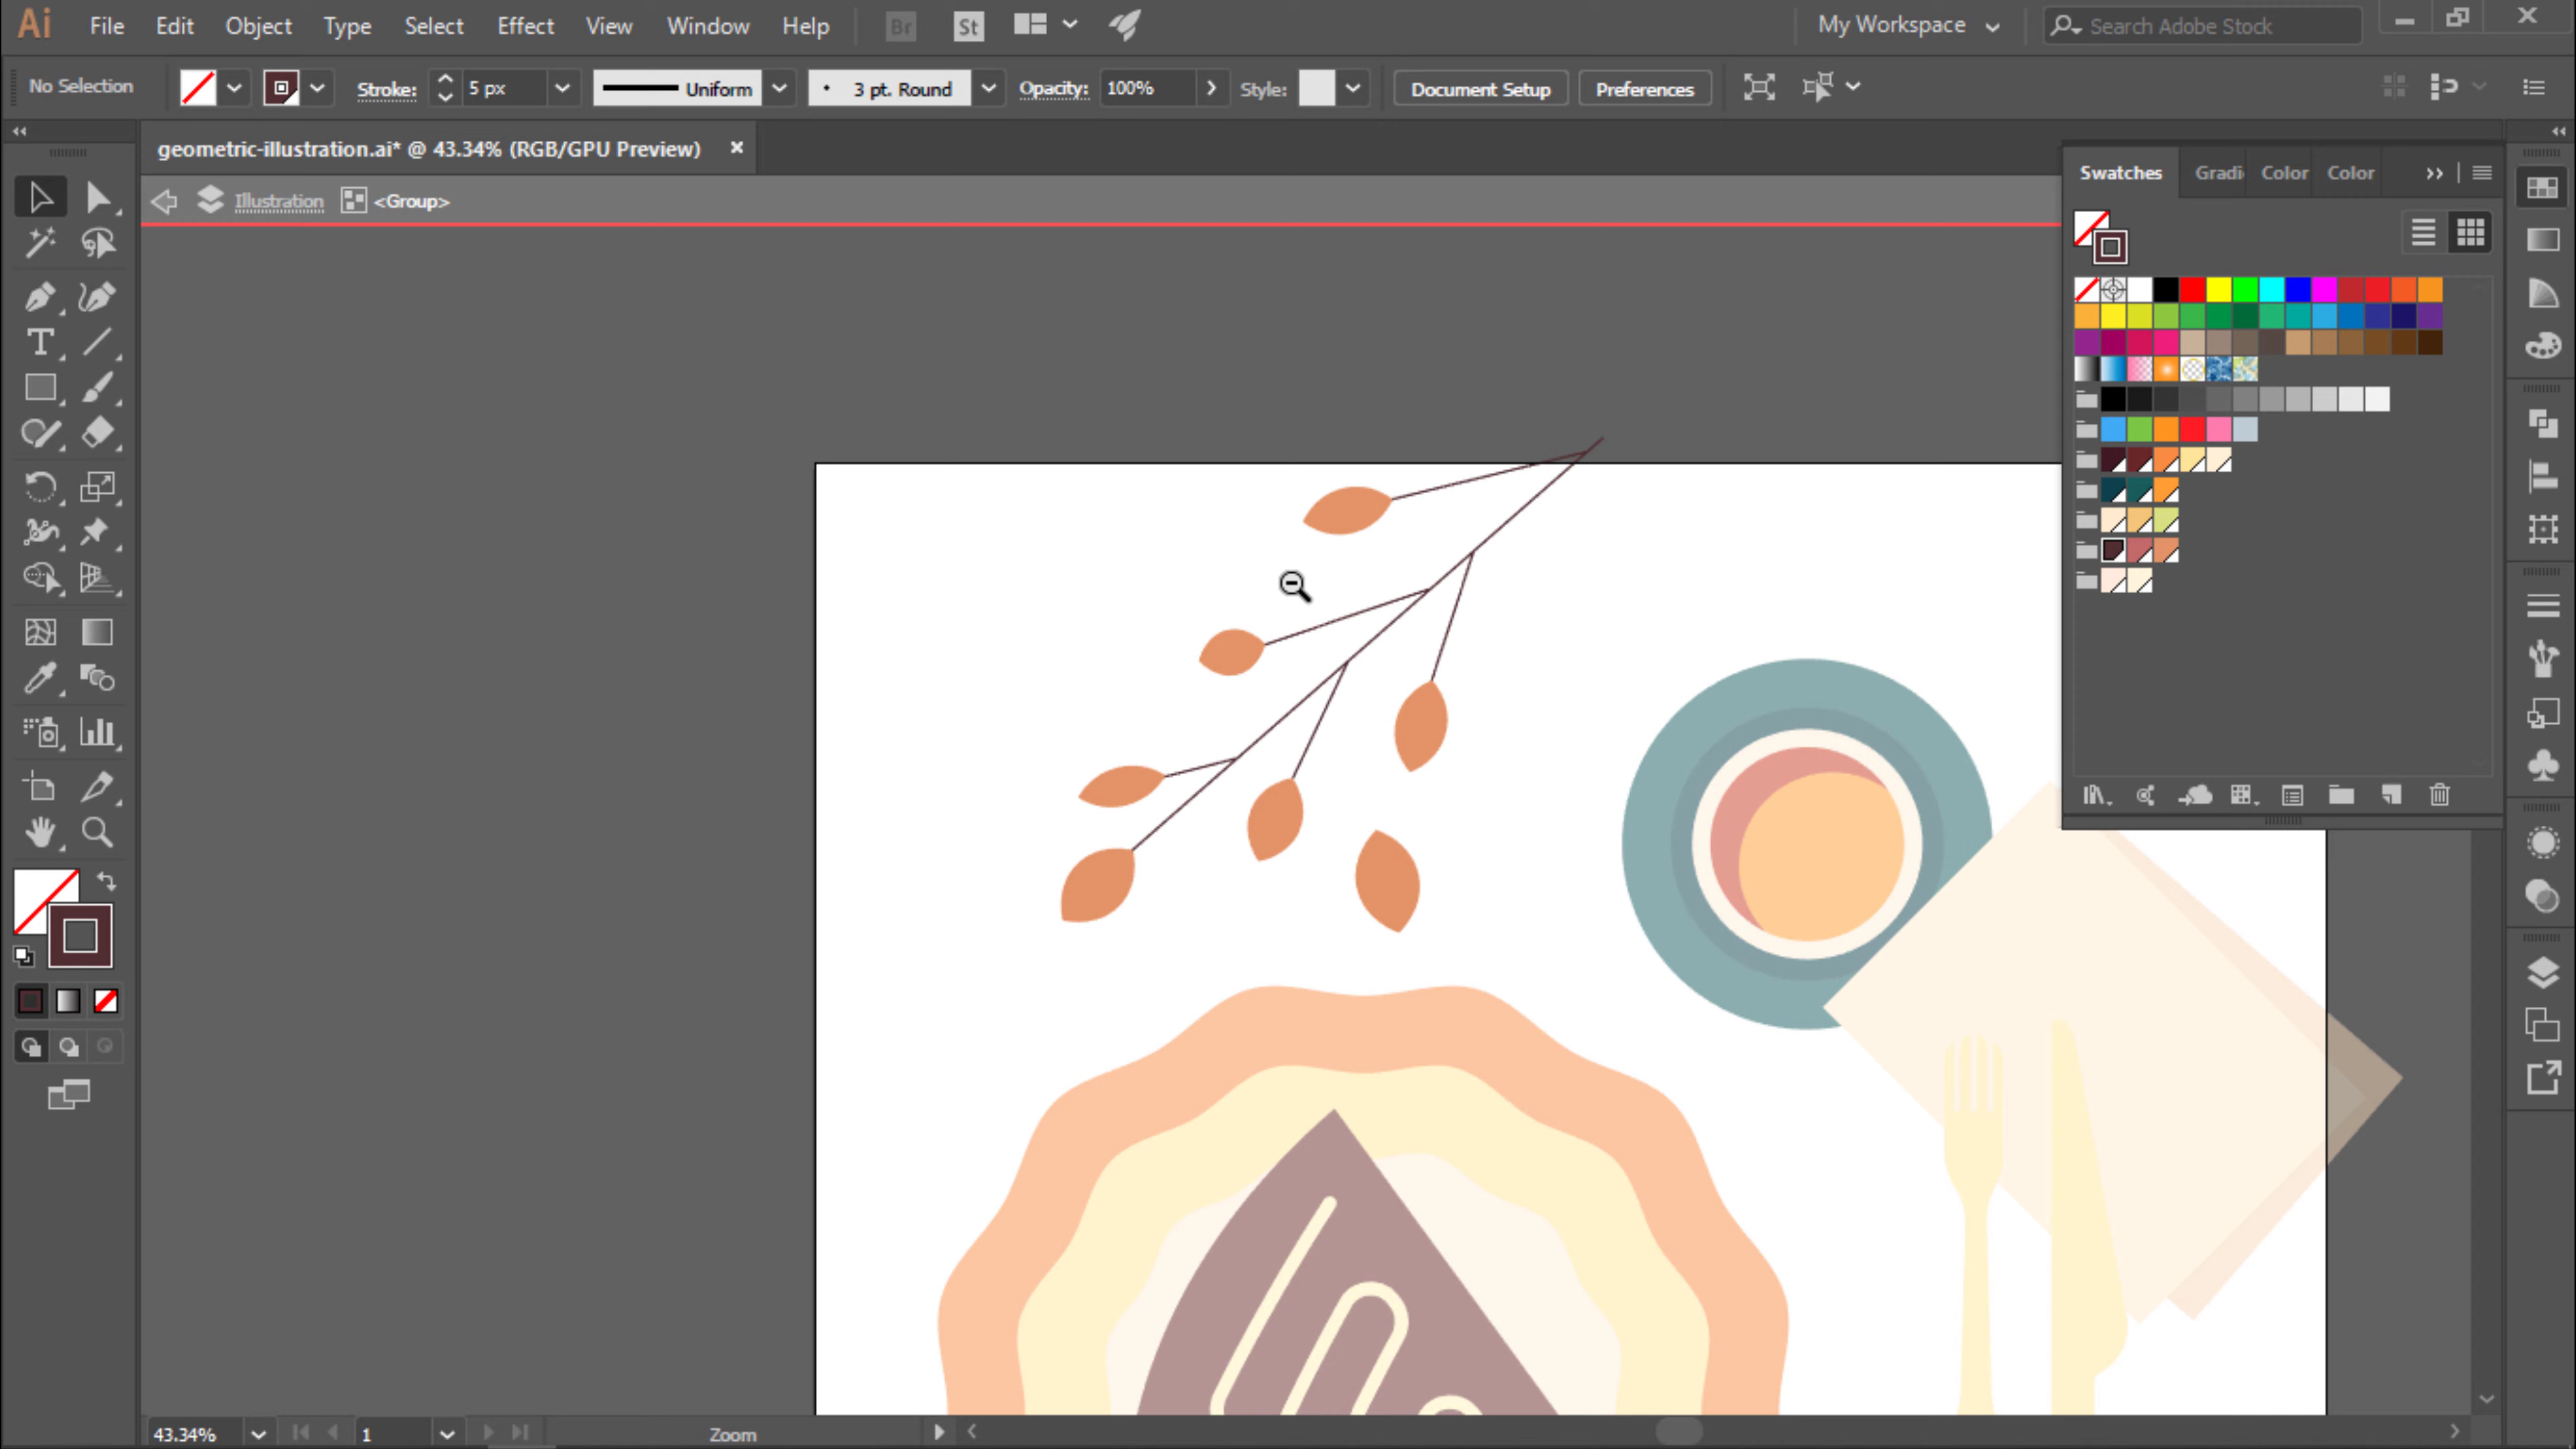 Ai File Edit Object Type Select Effect View Window Help Br St My Workspace Search Adobe Stock
No Selection Stroke: 5 px Uniform 3 pt. Round Opacity: 100% Style: Document Setup Preferences
geometric-illustration.ai* @ 43.34% (RGB/GPU Preview)
Illustration <Group>
Swatches Gradi Color Color
43.34% 1 Zoom